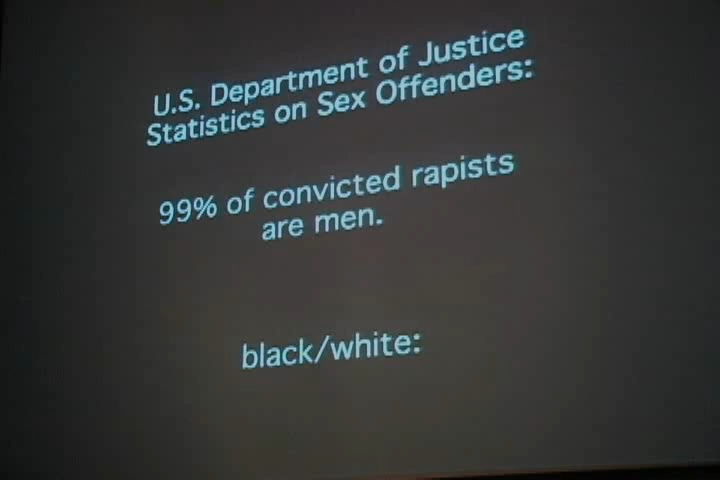 U.S. Department of Justice
Statistics on Sex Offenders:
99% of convicted rapists
are men.
black/white: